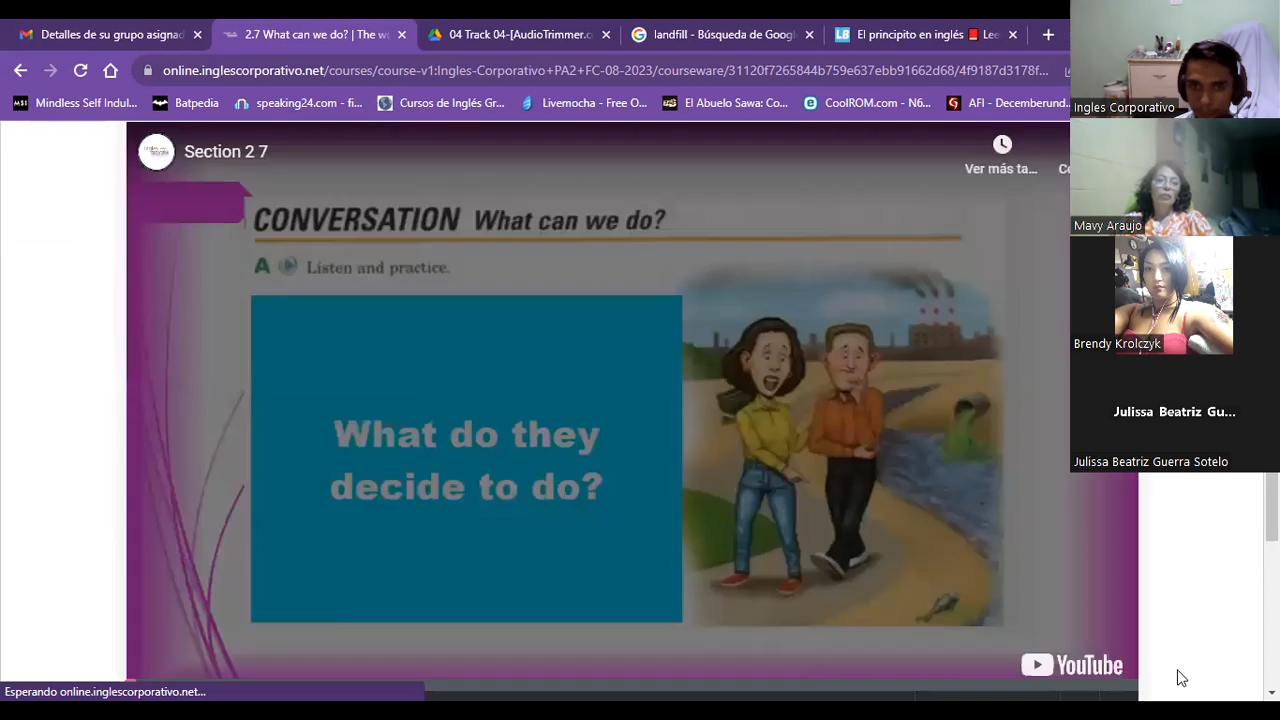 Detalles de su grupo asignad
2.7 What can we do? | The wo
04 Track 04-[AudioTrimmer.c
landfill - Búsqueda de Googl
El principito en inglés 📕 Lee
online.inglescorporativo.net/courses/course-v1:Ingles-Corporativo+PA2+FC-08-2023/courseware/31120f7265844b759e637ebb91662d68/4f9187d3178f...
Mindless Self Indul...
Batpedia
speaking24.com - fi...
Cursos de Inglés Gr...
Livemocha - Free O...
El Abuelo Sawa: Co...
CoolROM.com - N6...
AFI - Decemberund...
Section 2 7
Ver más ta...
CONVERSATION What can we do?
A Listen and practice.
What do they
decide to do?
YouTube
Esperando online.inglescorporativo.net...
Ingles Corporativo
Mavy Araujo
Brendy Krolczyk
Julissa Beatriz Gu...
Julissa Beatriz Guerra Sotelo